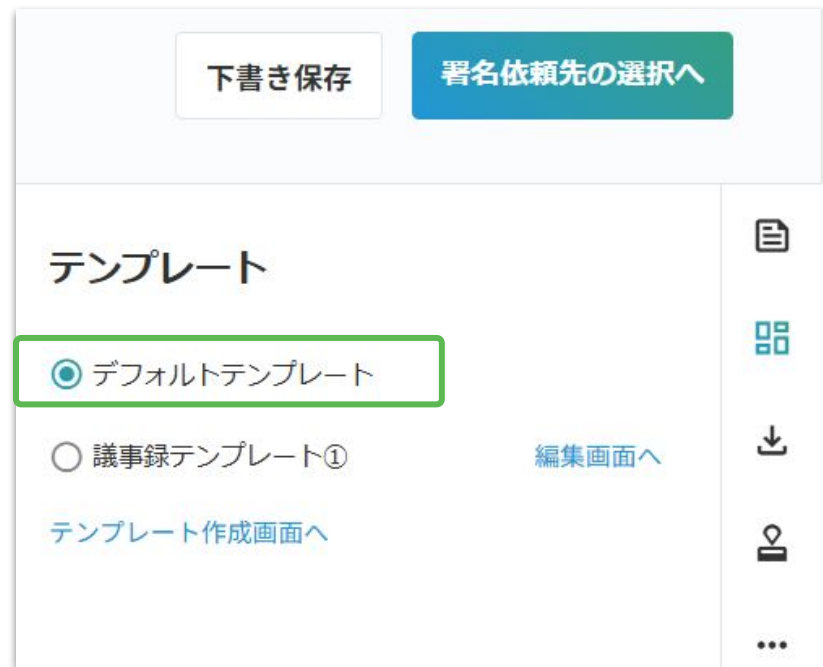 下書き保存
署名依頼先の選択へ
テンプレート
デフォルトテンプレート
議事録テンプレート①
編集画面へ
テンプレート作成画面へ